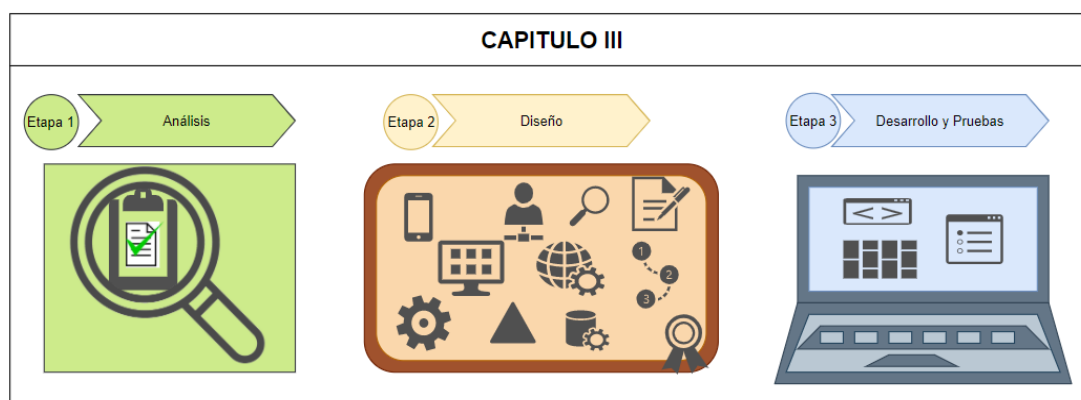 CAPITULO III
Etapa 1
Análisis
Etapa 2
Diseño
Etapa 3
Desarrollo y Pruebas
< >
1
2
3